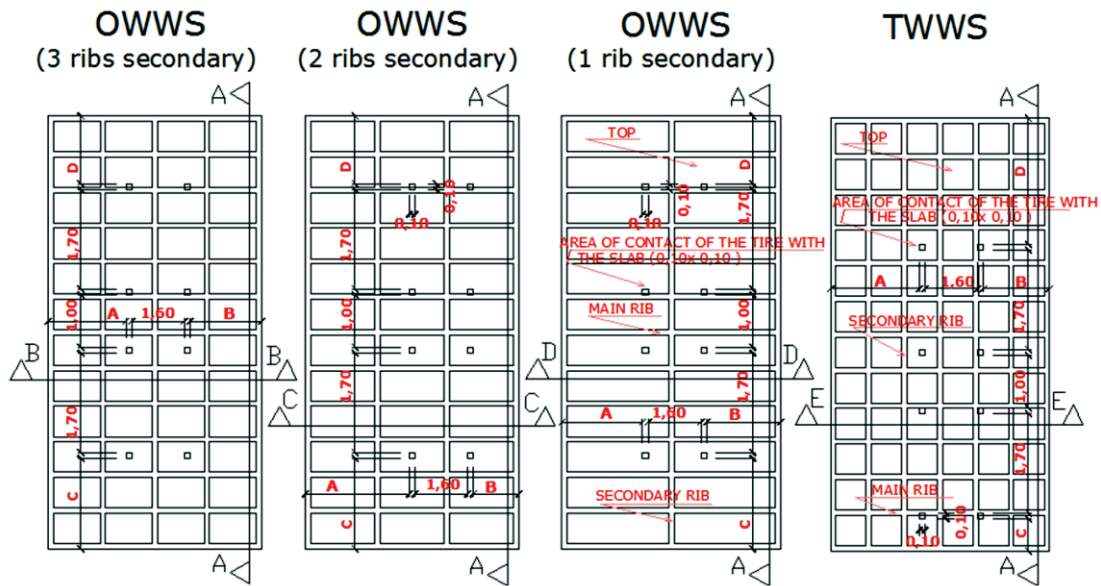 OWWS
(3 ribs secondary)
A
D
1,70
1,00
A
1,60
B
B
B
1,70
C
A
OWWS
(2 ribs secondary)
A
D
0,10
0,10
1,70
1,00
C
C
1,70
A
1,60
B
C
A
OWWS
(1 rib secondary)
A
TOP
D
0,10
0,10
1,70
AREA OF CONTACT OF THE TIRE WITH
THE SLAB (0,10x 0,10 )
MAIN RIB
1,00
D
D
1,70
A
1,60
B
SECONDARY RIB
C
A
TWWS
A
TOP
D
AREA OF CONTACT OF THE TIRE WITH
THE SLAB (0,10x 0,10 )
A
1,60
B
1,70
SECONDARY RIB
1,00
E
E
1,70
MAIN RIB
0,10
0,10
C
A